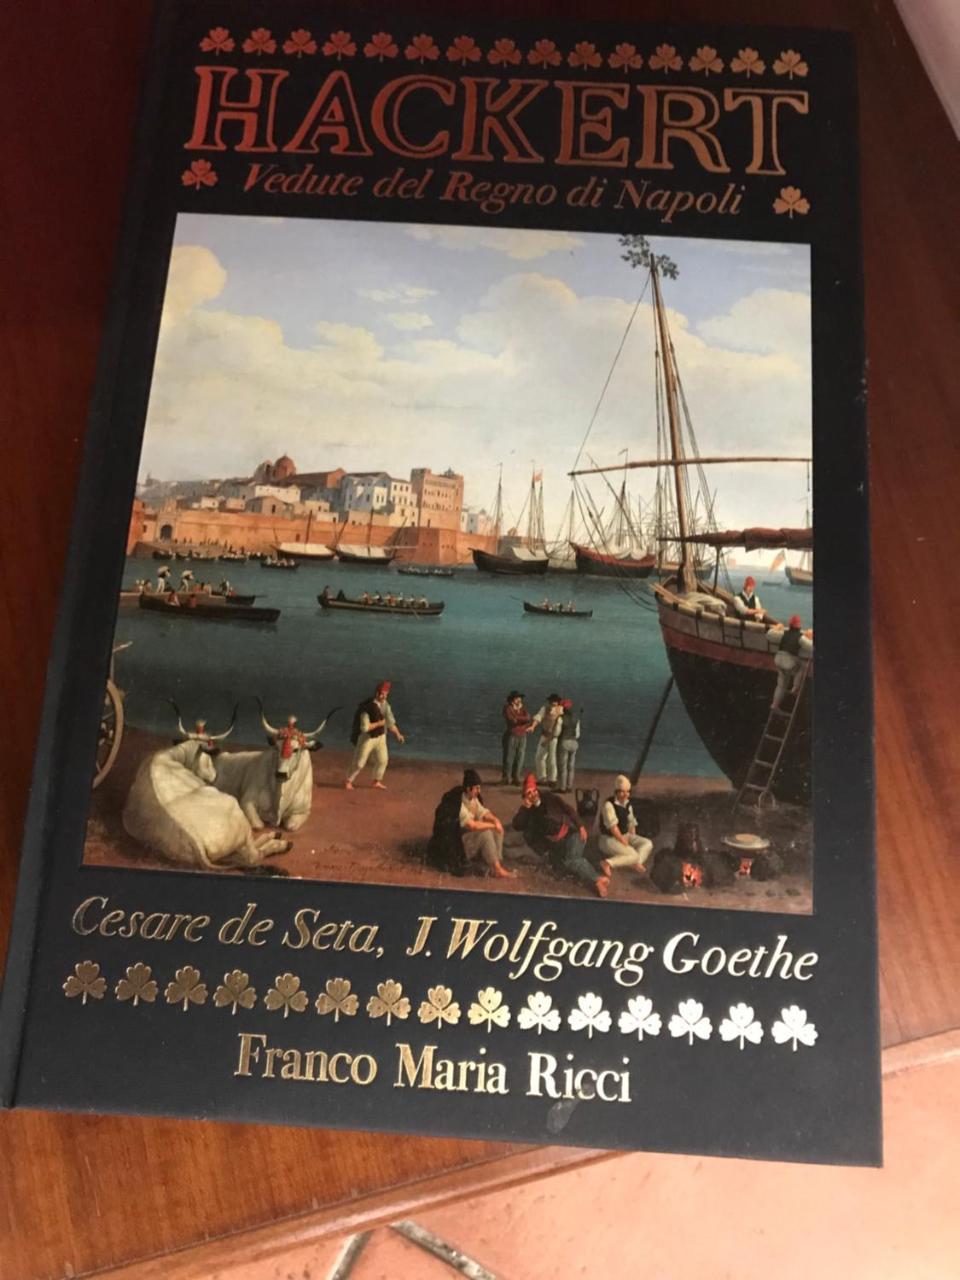 HACKERT
Vedute del Regno di Napoli
Cesare de Seta, J. Wolfgang Goethe
Franco Maria Ricci